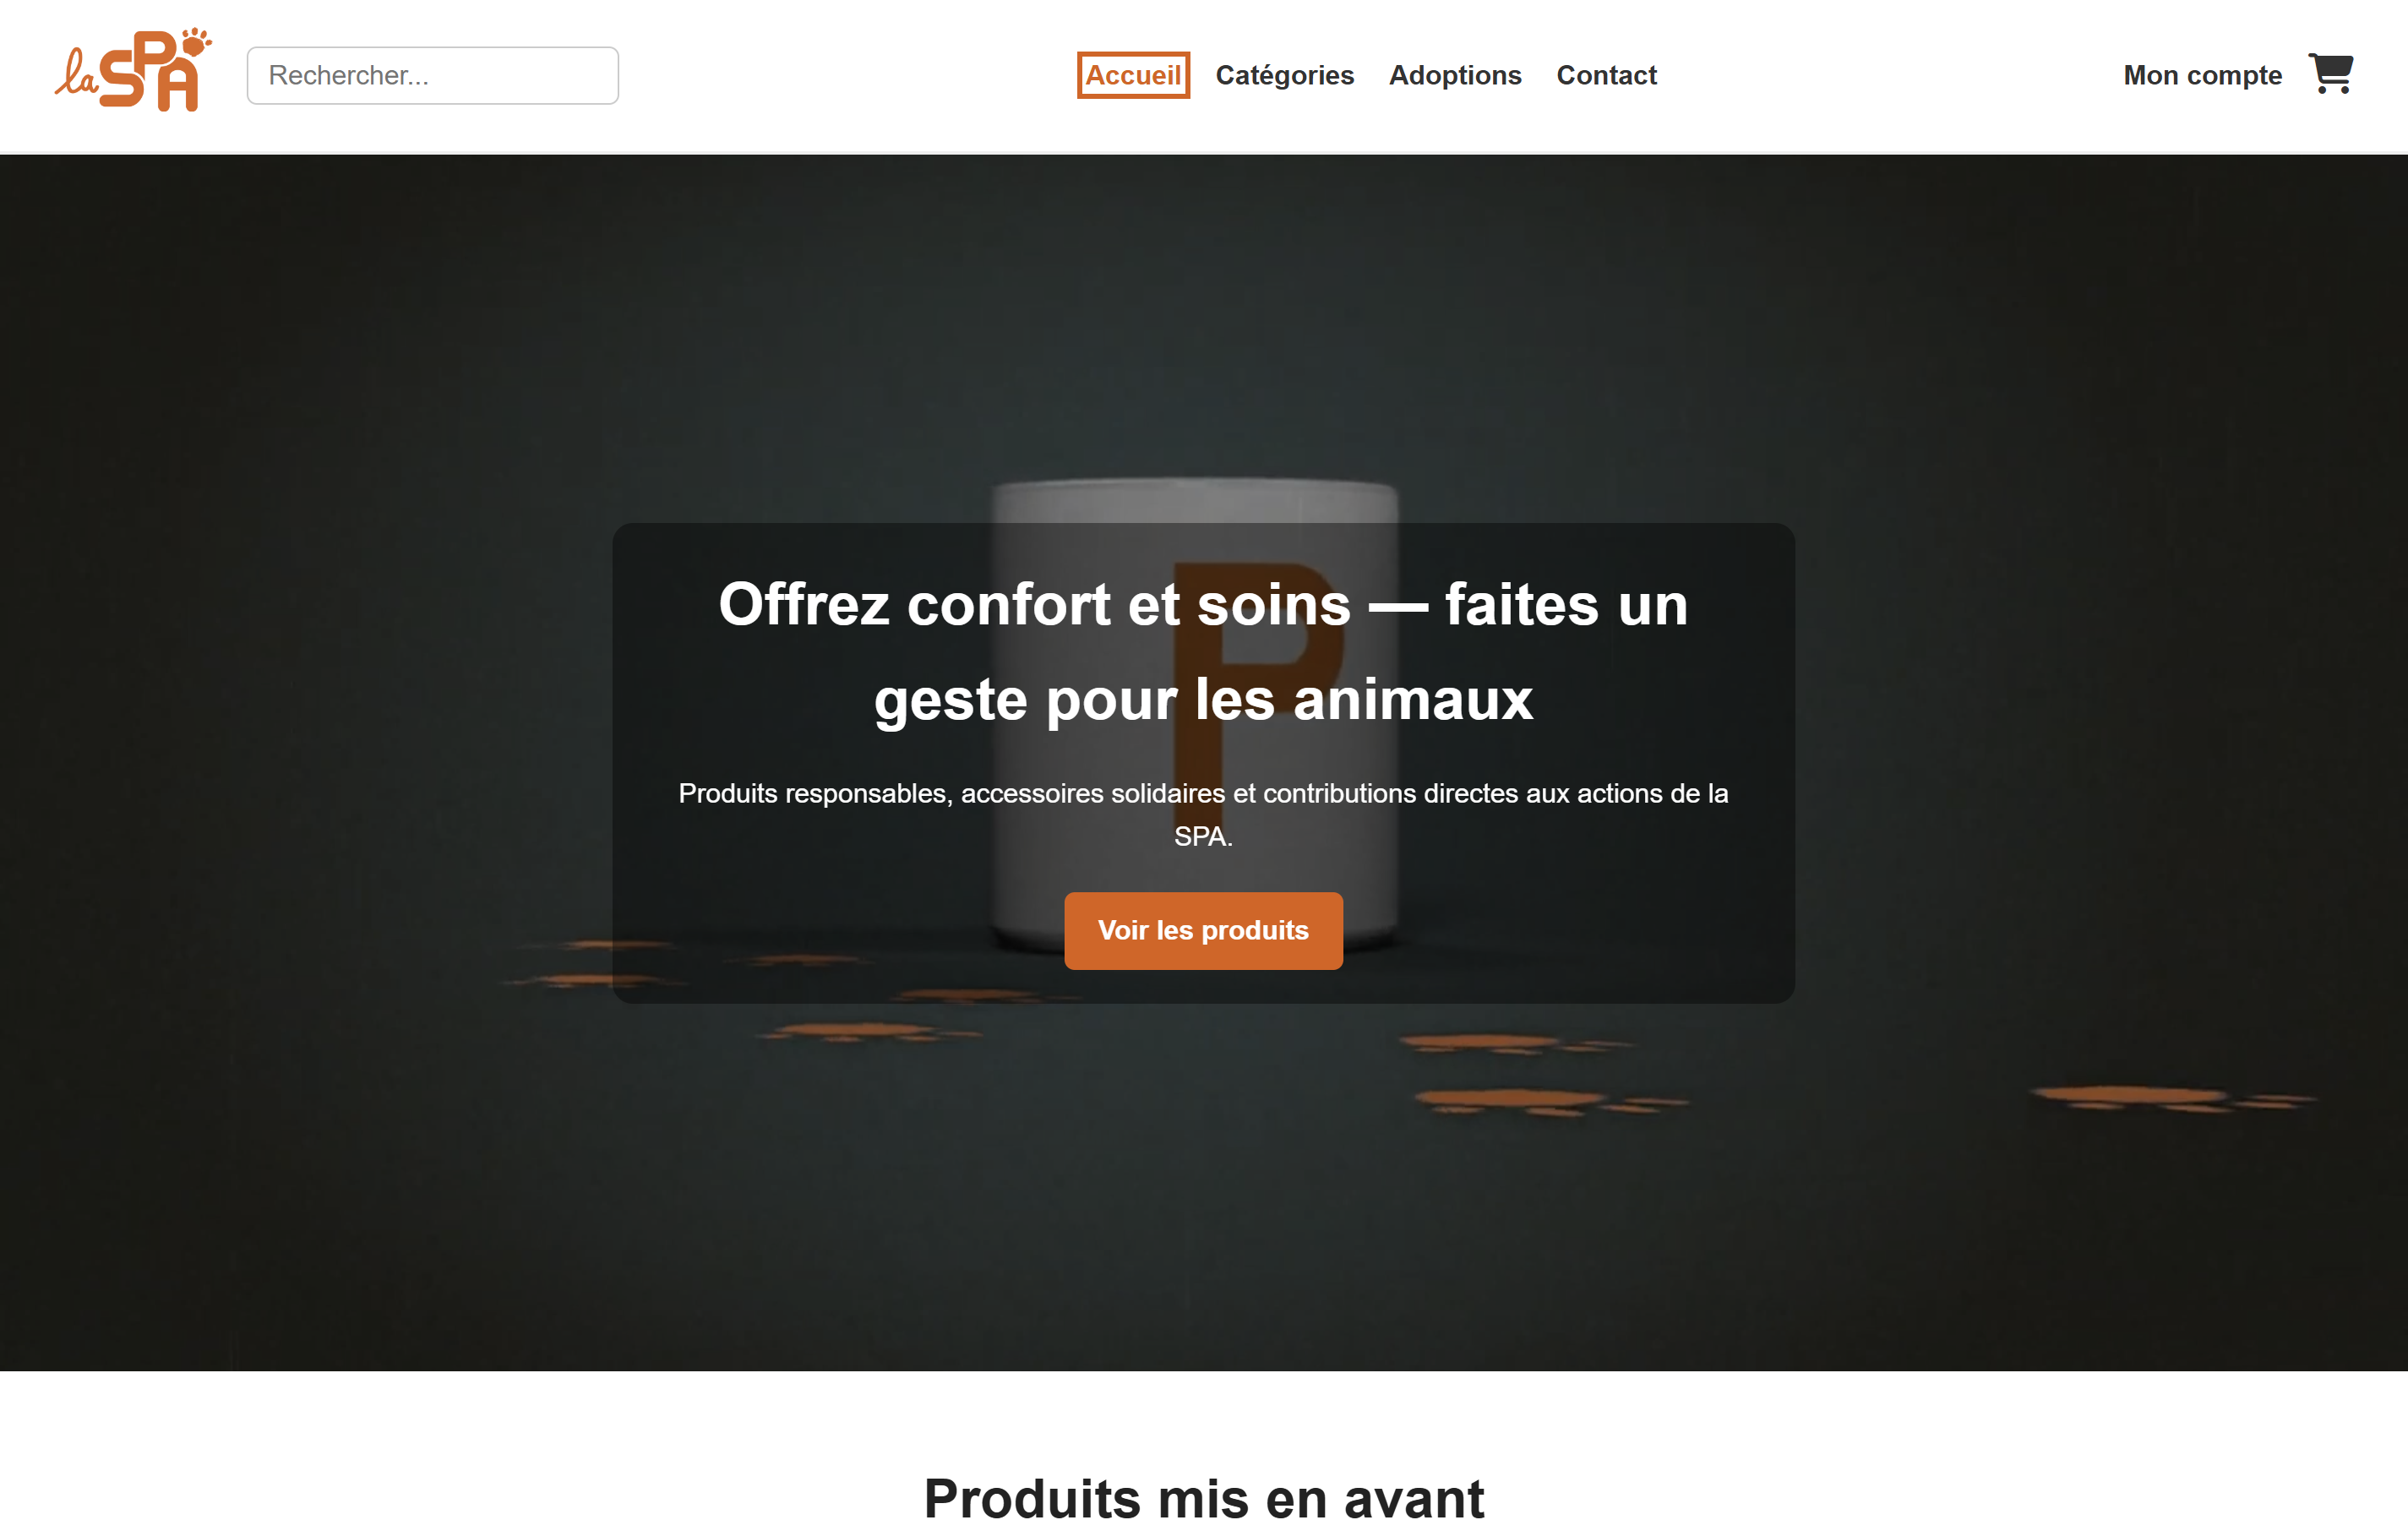 la SPA
Rechercher...
Accueil
Catégories
Adoptions
Contact
Mon compte
P
Offrez confort et soins — faites un
geste pour les animaux
Produits responsables, accessoires solidaires et contributions directes aux actions de la
SPA.
Voir les produits
Produits mis en avant